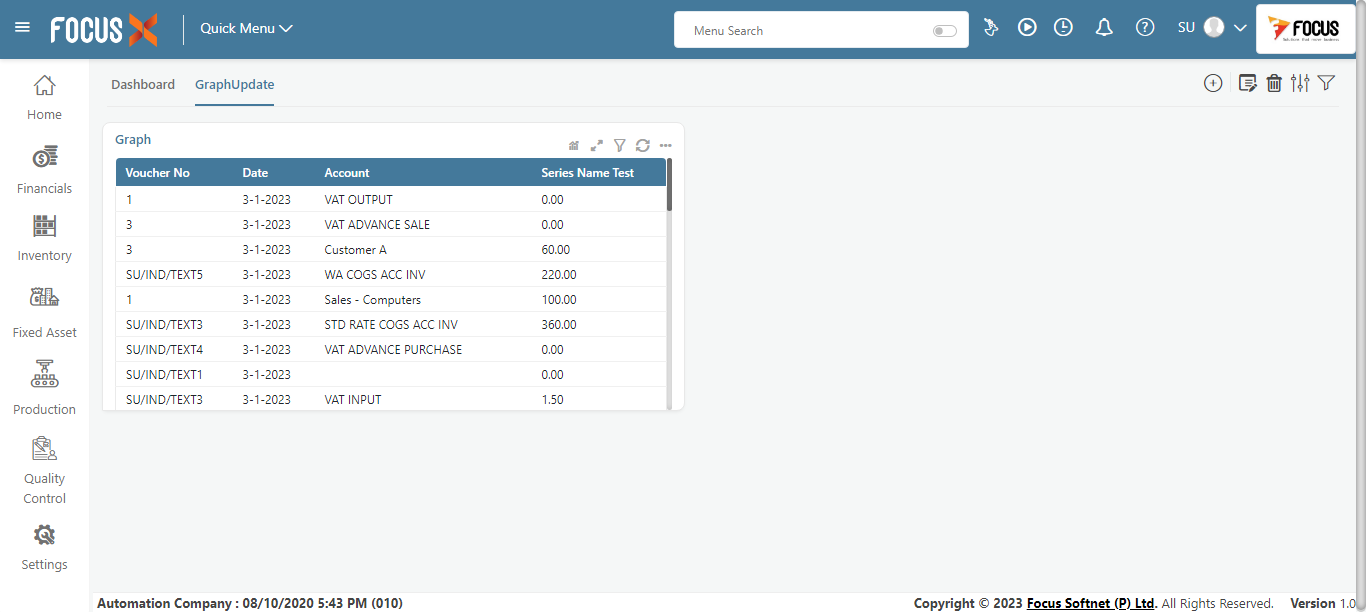 FOCUS X Quick Menu Menu Search SU FOCUS
Dashboard GraphUpdate
Home
Financials
Inventory
Fixed Asset
Production
Quality
Control
Settings
Graph
Voucher No Date Account Series Name Test
1 3-1-2023 VAT OUTPUT 0.00
3 3-1-2023 VAT ADVANCE SALE 0.00
3 3-1-2023 Customer A 60.00
SU/IND/TEXT5 3-1-2023 WA COGS ACC INV 220.00
1 3-1-2023 Sales - Computers 100.00
SU/IND/TEXT3 3-1-2023 STD RATE COGS ACC INV 360.00
SU/IND/TEXT4 3-1-2023 VAT ADVANCE PURCHASE 0.00
SU/IND/TEXT1 3-1-2023 0.00
SU/IND/TEXT3 3-1-2023 VAT INPUT 1.50
Automation Company : 08/10/2020 5:43 PM (010) Copyright © 2023 Focus Softnet (P) Ltd. All Rights Reserved. Version 1.0